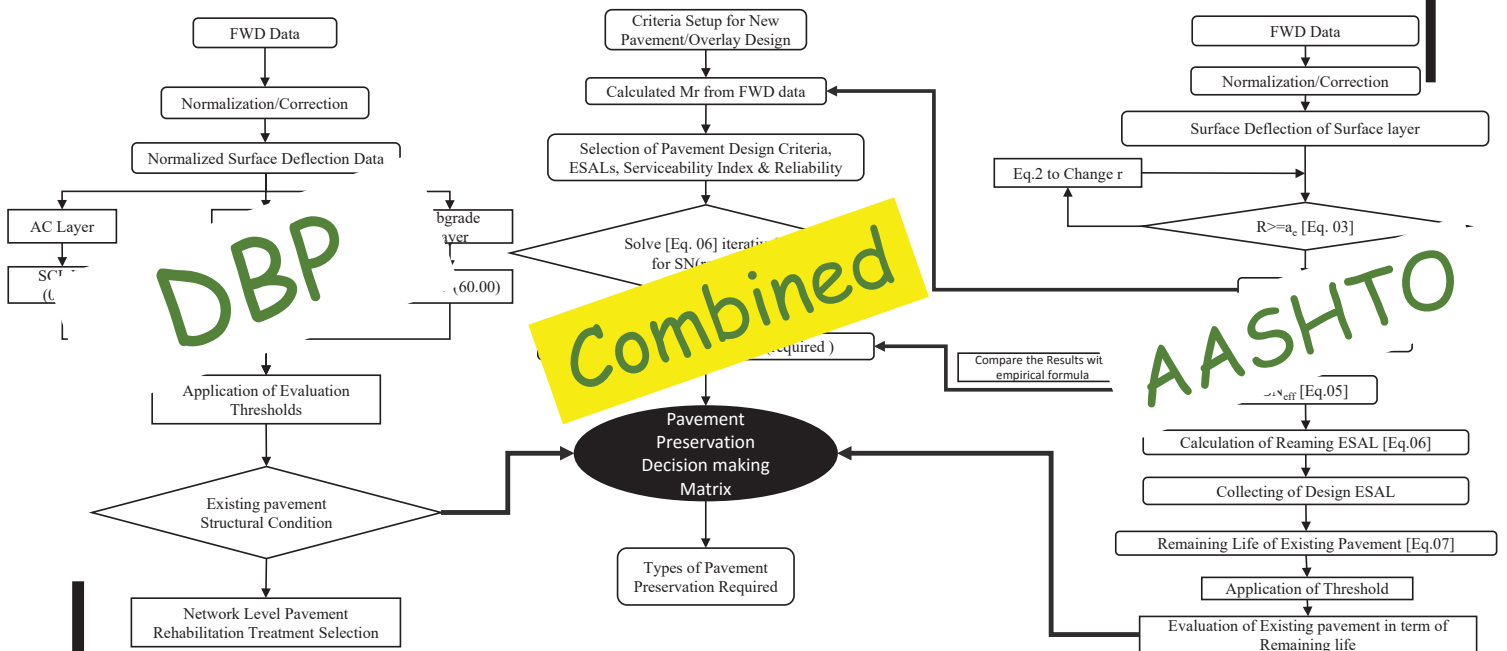 FWD Data
Normalization/Correction
Normalized Surface Deflection Data
AC Layer
(60.00)
DBP
Application of Evaluation
Thresholds
Existing pavement
Structural Condition
Network Level Pavement
Rehabilitation Treatment Selection
Criteria Setup for New
Pavement/Overlay Design
Calculated Mr from FWD data
Selection of Pavement Design Criteria,
ESALs, Serviceability Index & Reliability
Solve [Eq. 06]
for
Combined
Pavement
Preservation
Decision making
Matrix
Types of Pavement
Preservation Required
Compare the Results
empirical formula
FWD Data
Normalization/Correction
Surface Deflection of Surface layer
Eq.2 to Change r
R>=ae [Eq. 03]
AASHTO
[Eq.05]
Calculation of Reaming ESAL [Eq.06]
Collecting of Design ESAL
Remaining Life of Existing Pavement [Eq.07]
Application of Threshold
Evaluation of Existing pavement in term of
Remaining life